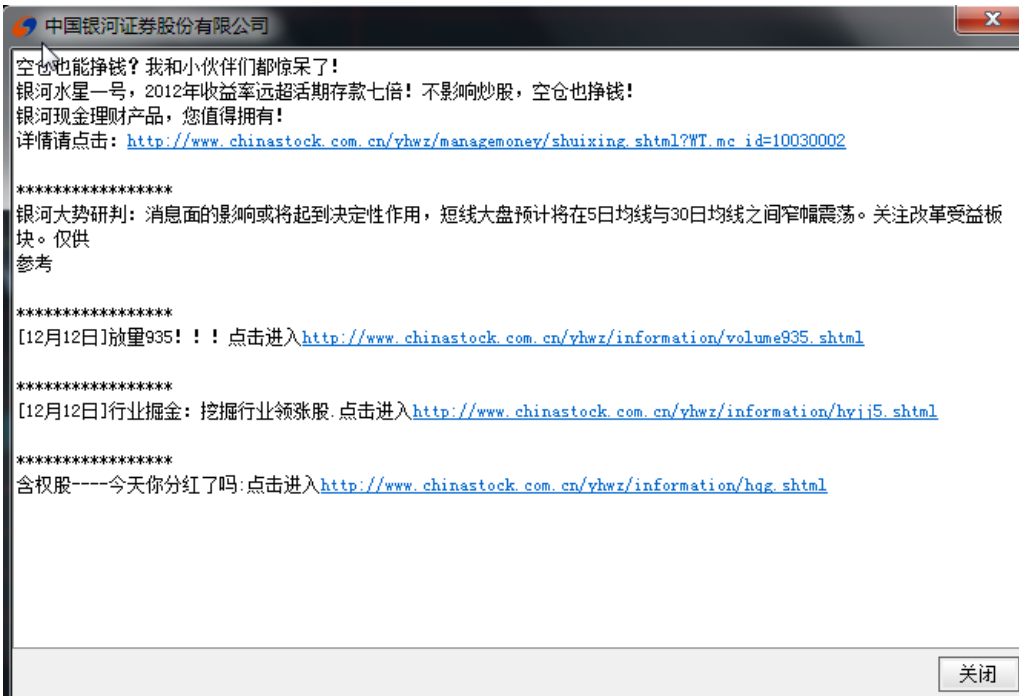 中国银河证券股份有限公司
空仓也能挣钱?我和小伙伴们都惊呆了!
银河水星一号，2012年收益率远超活期存款七倍！不影响炒股，空仓也挣钱！
银河现金理财产品，您值得拥有！
详情请点击：http://www.chinastock.com.cn/yhwz/managemoney/shuixing.shtml?WT.mc_id=10030002
*****************
银河大势研判：消息面的影响或将起到决定性作用，短线大盘预计将在5日均线与30日均线之间窄幅震荡。关注改革受益板
块。仅供
参考
*****************
[12月12日]放量935！！！点击进入http://www.chinastock.com.cn/yhwz/information/volume935.shtml
*****************
[12月12日]行业掘金：挖掘行业领涨股.点击进入http://www.chinastock.com.cn/yhwz/information/hyjj5.shtml
*****************
含权股----今天你分红了吗:点击进入http://www.chinastock.com.cn/yhwz/information/hqg.shtml
关闭